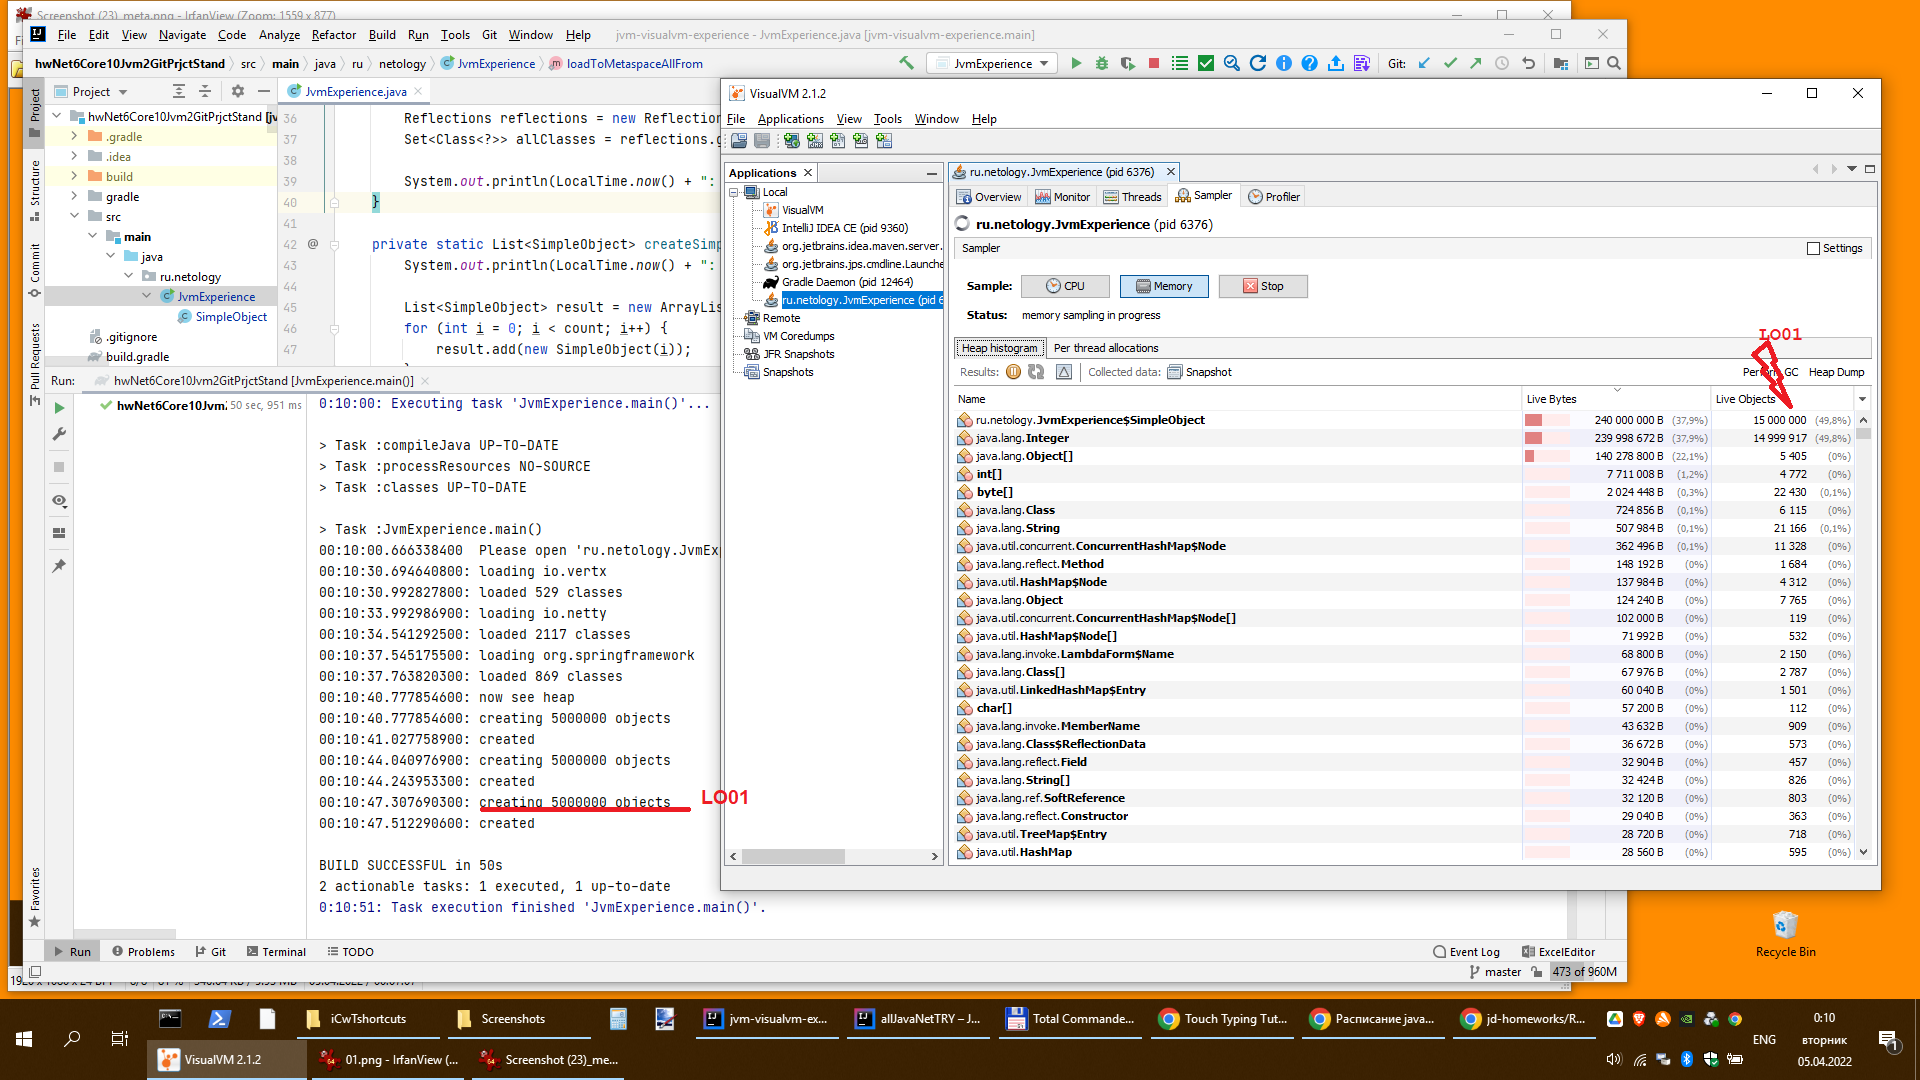 Screenshot (23)_meta.png - IrfanView (Zoom: 1559 x 877)
File Edit View Navigate Code Analyze Refactor Build Run Tools Git Window Help jvm-visualvm-experience - JvmExperience.java [jvm-visualvm-experience.main]
hwNet6Core10Jvm2GitPrjctStand src main java ru netology JvmExperience loadToMetaspaceAllFrom
JvmExperience
Git:
Project
JvmExperience.java
hwNet6Core10Jvm2GitPrjctStand [jv
.gradle
.idea
build
gradle
src
main
java
ru.netology
JvmExperience
SimpleObject
.gitignore
build.gradle
Project
Structure
Commit
Pull Requests
Favorites
36 Reflections reflections = new Reflection
37 Set<Class<?>> allClasses = reflections.g
38
39 System.out.println(LocalTime.now() + ":
40 }
41
42 @ private static List<SimpleObject> createSimp
43 System.out.println(LocalTime.now() + ":
44
45 List<SimpleObject> result = new ArrayLis
46 for (int i = 0; i < count; i++) {
47 result.add(new SimpleObject(i));
Run: hwNet6Core10Jvm2GitPrjctStand [JvmExperience.main()]
hwNet6Core10Jvm2 50 sec, 951 ms
0:10:00: Executing task 'JvmExperience.main()'...
> Task :compileJava UP-TO-DATE
> Task :processResources NO-SOURCE
> Task :classes UP-TO-DATE
> Task :JvmExperience.main()
00:10:00.666338400 Please open 'ru.netology.JvmExp
00:10:30.694640800: loading io.vertx
00:10:30.992827800: loaded 529 classes
00:10:33.992986900: loading io.netty
00:10:34.541292500: loaded 2117 classes
00:10:37.545175500: loading org.springframework
00:10:37.763820300: loaded 869 classes
00:10:40.777854600: now see heap
00:10:40.777854600: creating 5000000 objects
00:10:41.027758900: created
00:10:44.040976900: creating 5000000 objects
00:10:44.243953300: created
00:10:47.307690300: creating 5000000 objects LO01
00:10:47.512290600: created
BUILD SUCCESSFUL in 50s
2 actionable tasks: 1 executed, 1 up-to-date
0:10:51: Task execution finished 'JvmExperience.main()'.
Run Problems Git Terminal TODO
Event Log ExcelEditor
master 473 of 960M
VisualVM 2.1.2
File Applications View Tools Window Help
Applications
Local
VisualVM
IntelliJ IDEA CE (pid 9360)
org.jetbrains.idea.maven.server.
org.jetbrains.jps.cmdline.Launche
Gradle Daemon (pid 12464)
ru.netology.JvmExperience (pid 6
Remote
VM Coredumps
JFR Snapshots
Snapshots
ru.netology.JvmExperience (pid 6376)
Overview Monitor Threads Sampler Profiler
ru.netology.JvmExperience (pid 6376)
Sampler Settings
Sample: CPU Memory Stop
Status: memory sampling in progress
LO01
Heap histogram Per thread allocations
Results: Collected data: Snapshot Perform GC Heap Dump
Name Live Bytes Live Objects
ru.netology.JvmExperience$SimpleObject 240 000 000 B (37,9%) 15 000 000 (49,8%)
java.lang.Integer 239 998 672 B (37,9%) 14 999 917 (49,8%)
java.lang.Object[] 140 278 800 B (22,1%) 5 405 (0%)
int[] 7 711 008 B (1,2%) 4 772 (0%)
byte[] 2 024 448 B (0,3%) 22 430 (0,1%)
java.lang.Class 724 856 B (0,1%) 6 115 (0%)
java.lang.String 507 984 B (0,1%) 21 166 (0,1%)
java.util.concurrent.ConcurrentHashMap$Node 362 496 B (0,1%) 11 328 (0%)
java.lang.reflect.Method 148 192 B (0%) 1 684 (0%)
java.util.HashMap$Node 137 984 B (0%) 4 312 (0%)
java.lang.Object 124 240 B (0%) 7 765 (0%)
java.util.concurrent.ConcurrentHashMap$Node[] 102 000 B (0%) 119 (0%)
java.util.HashMap$Node[] 71 992 B (0%) 532 (0%)
java.lang.invoke.LambdaForm$Name 68 800 B (0%) 2 150 (0%)
java.lang.Class[] 67 976 B (0%) 2 787 (0%)
java.util.LinkedHashMap$Entry 60 040 B (0%) 1 501 (0%)
char[] 57 200 B (0%) 112 (0%)
java.lang.invoke.MemberName 43 632 B (0%) 909 (0%)
java.lang.Class$ReflectionData 36 672 B (0%) 573 (0%)
java.lang.reflect.Field 32 904 B (0%) 457 (0%)
java.lang.String[] 32 424 B (0%) 826 (0%)
java.lang.ref.SoftReference 32 120 B (0%) 803 (0%)
java.lang.reflect.Constructor 29 040 B (0%) 363 (0%)
java.util.TreeMap$Entry 28 720 B (0%) 718 (0%)
java.util.HashMap 28 560 B (0%) 595 (0%)
Recycle Bin
iCwTshortcuts Screenshots jvm-visualvm-ex... allJavaNetTRY – J... Total Commande... Touch Typing Tut... Расписание java... jd-homeworks/R...
VisualVM 2.1.2 01.png - IrfanView (... Screenshot (23)_me...
ENG
0:10
вторник
05.04.2022
1